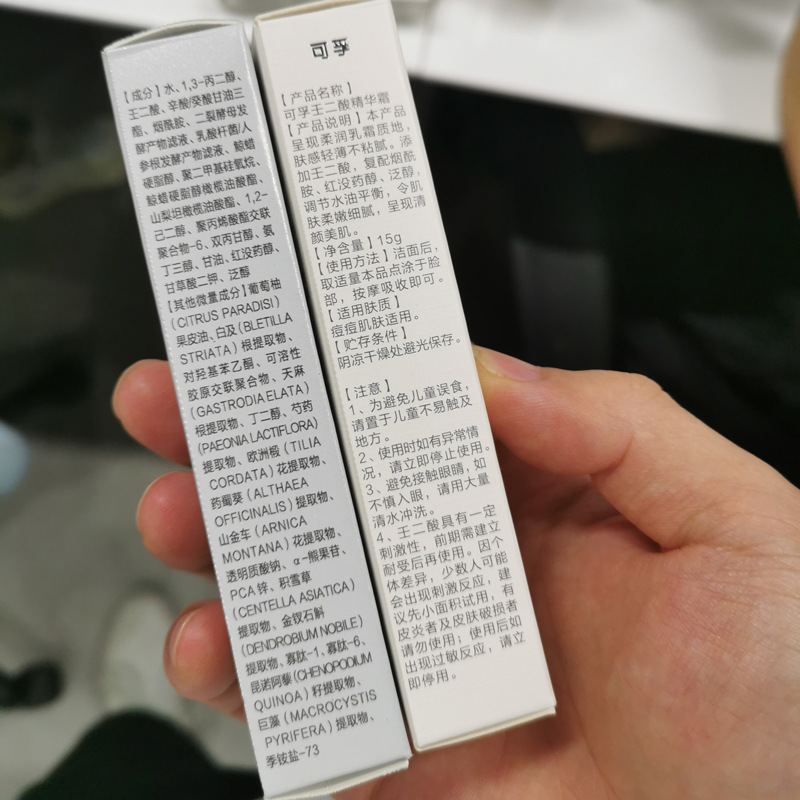 【成分】水、1,3-丙二醇、
壬二酸、辛酸/癸酸甘油三
酯、烟酰胺、二裂酵母发
酵产物滤液、乳酸杆菌/人
参根发酵产物滤液、鲸蜡
硬脂醇、聚二甲基硅氧烷、
鲸蜡硬脂醇橄榄油酸酯、
山梨坦橄榄油酸酯、1,2-
己二醇、聚丙烯酸酯交联
聚合物-6、双丙甘醇、氨
丁三醇、甘油、红没药醇、
甘草酸二钾、泛醇
【其他微量成分】葡萄柚
(CITRUS PARADISI)
果皮油、白及(BLETILLA
STRIATA) 根提取物、
对羟基苯乙酮、可溶性
胶原交联聚合物、天麻
(GASTRODIA ELATA)
根提取物、丁二醇、芍药
(PAEONIA LACTIFLORA)
提取物、欧洲椴(TILIA
CORDATA) 花提取物、
药蜀葵(ALTHAEA
OFFICINALIS) 提取物、
山金车(ARNICA
MONTANA) 花提取物、
透明质酸钠、α-熊果苷、
PCA 锌、积雪草
(CENTELLA ASIATICA)
提取物、金钗石斛
(DENDROBIUM NOBILE)
提取物、寡肽-1、寡肽-6、
昆诺阿藜(CHENOPODIUM
QUINOA) 籽提取物、
巨藻(MACROCYSTIS
PYRIFERA) 提取物、
季铵盐-73
可孚
【产品名称】
可孚壬二酸精华霜
【产品说明】本产品
呈现柔润乳霜质地，
肤感轻薄不粘腻。添
加壬二酸，复配烟酰
胺、红没药醇、泛醇，
调节水油平衡，令肌
肤柔嫩细腻，呈现清
颜美肌。
【净含量】15g
【使用方法】洁面后，
取适量本品点涂于脸
部，按摩吸收即可。
【适用肤质】
痘痘肌肤适用。
【贮存条件】
阴凉干燥处避光保存。
【注意】
1、为避免儿童误食，
请置于儿童不易触及
地方。
2、使用时如有异常情
况，请立即停止使用。
3、避免接触眼睛，如
不慎入眼，请用大量
清水冲洗。
4、壬二酸具有一定
刺激性，前期需建立
耐受后再使用。因个
体差异，少数人可能
会出现刺激反应，建
议先小面积试用，有
皮炎者及皮肤破损者
请勿使用；使用后如
出现过敏反应，请立
即停用。